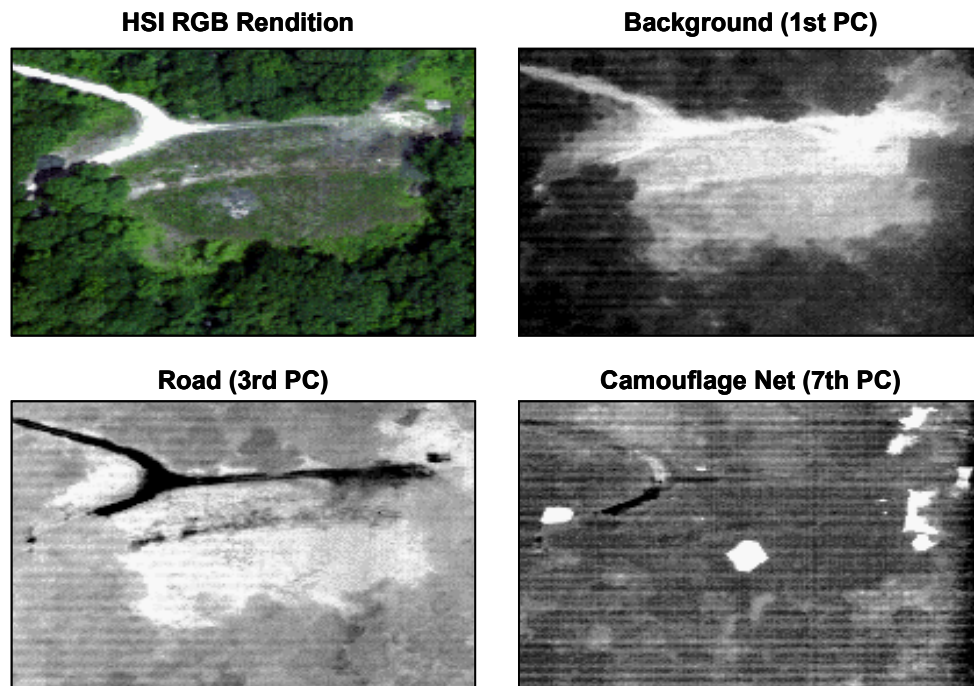 HSI RGB Rendition
Background (1st PC)
Road (3rd PC)
Camouflage Net (7th PC)